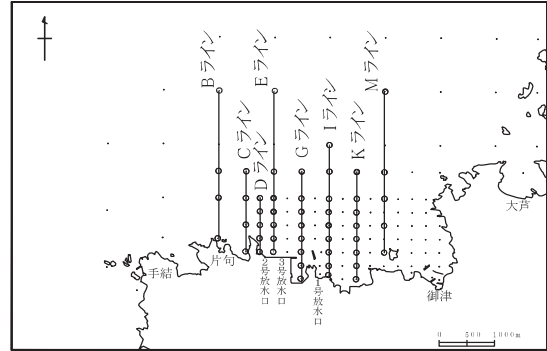 Bライン
Cライン
Dライン
Eライン
Gライン
Iライン
Kライン
Mライン
大芦
手結
片句
2号放水口
3号放水口
1号放水口
御津
0 500 1000m